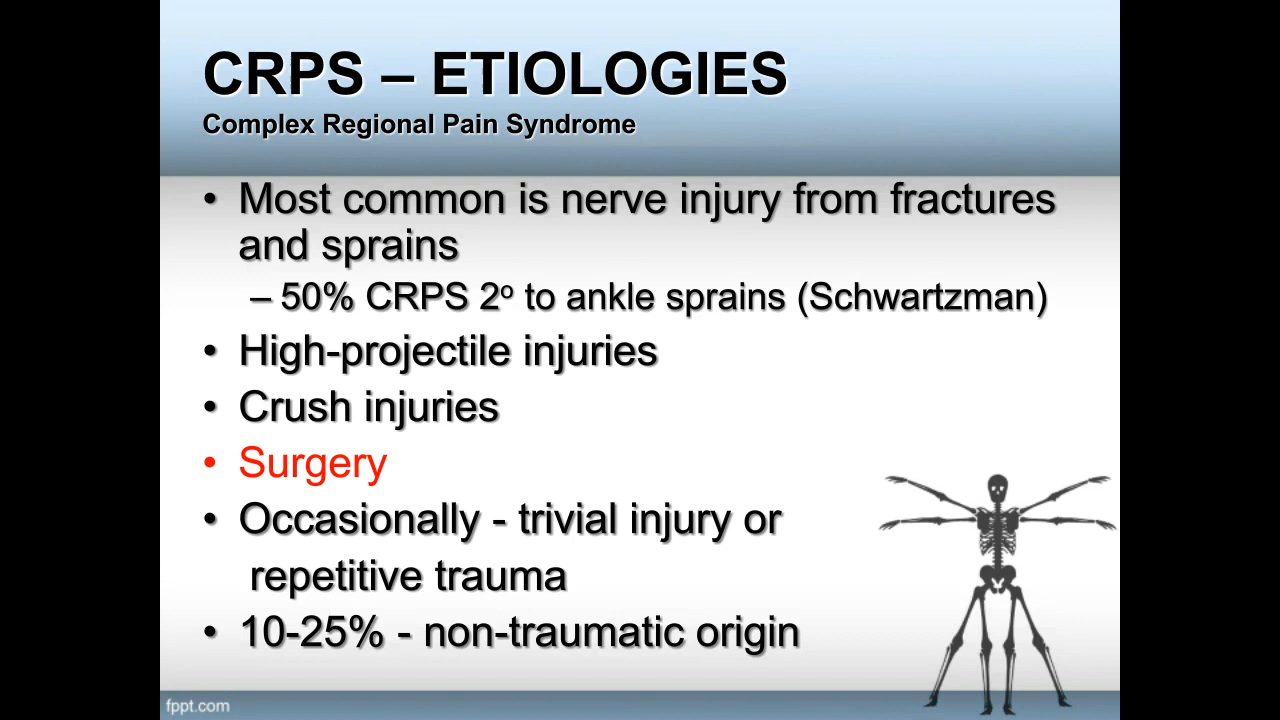 CRPS – ETIOLOGIES
Complex Regional Pain Syndrome
• Most common is nerve injury from fractures
and sprains
– 50% CRPS 2º to ankle sprains (Schwartzman)
• High-projectile injuries
• Crush injuries
• Surgery
• Occasionally - trivial injury or
repetitive trauma
• 10-25% - non-traumatic origin
fppt.com